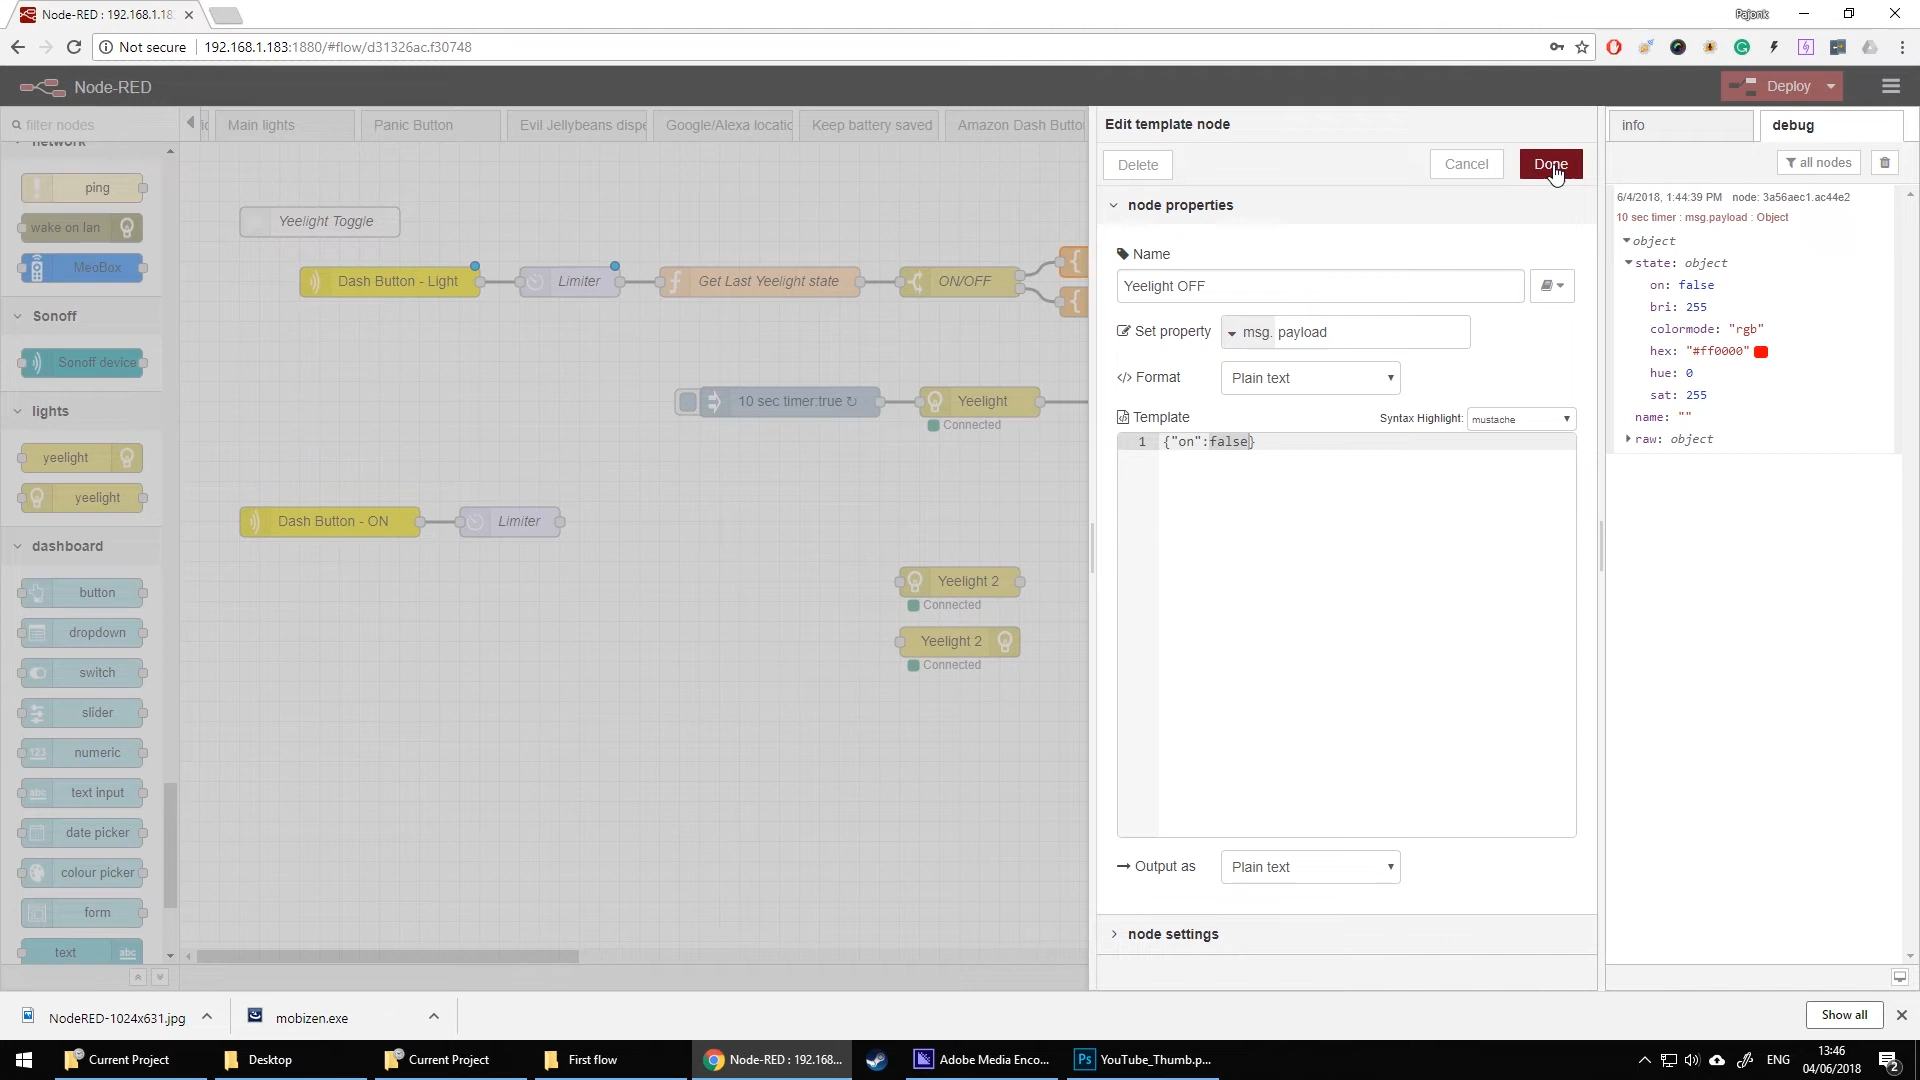 Node-RED : 192.168.1.18
Pajonk
Not secure
192.168.1.183:1880/#flow/d31326ac.f30748
Node-RED
Deploy
filter nodes
Main lights
Panic Button
Evil Jellybeans dispe
Google/Alexa locatic
Keep battery saved
Amazon Dash Butto
Edit template node
info
debug
Delete
Cancel
Done
all nodes
network
ping
wake on lan
MeoBox
Sonoff
Sonoff device
lights
yeelight
yeelight
dashboard
button
dropdown
switch
slider
numeric
text input
date picker
colour picker
form
text
abc
123
abc
Yeelight Toggle
Dash Button - Light
Limiter
Get Last Yeelight state
ON/OFF
10 sec timer:true ↻
Yeelight
Connected
Dash Button - ON
Limiter
Yeelight 2
Connected
Yeelight 2
Connected
node properties
Name
Yeelight OFF
Set property
msg. payload
Format
Plain text
Template
Syntax Highlight: mustache
1 {"on":false}
Output as
Plain text
node settings
6/4/2018, 1:44:39 PM node: 3a56aec1.ac44e2
10 sec timer : msg.payload : Object
object
state: object
on: false
bri: 255
colormode: "rgb"
hex: "#ff0000"
hue: 0
sat: 255
name: ""
raw: object
NodeRED-1024x631.jpg
mobizen.exe
Show all
Current Project
Desktop
Current Project
First flow
Node-RED : 192.168...
Adobe Media Enco...
Ps
YouTube_Thumb.p...
ENG
13:46
04/06/2018
2